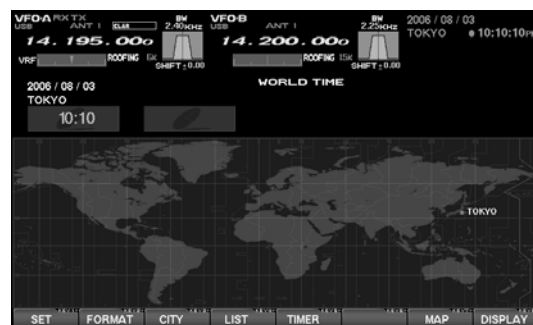 VFO-A RX TX
USB ANT 1 CLAR
BW
2.40KHZ
14. 195. 000
VRF
ROOFING 6K
SHIFT ± 0.00
VFO-B
USB ANT 1
BW
2.25KHZ
14. 200. 000
ROOFING 15K
SHIFT ± 0.00
2006 / 08 / 03
TOKYO 10:10:10PM
WORLD TIME
2006 / 08 / 03
TOKYO
10:10
TOKYO
SET FORMAT CITY LIST TIMER MAP DISPLAY